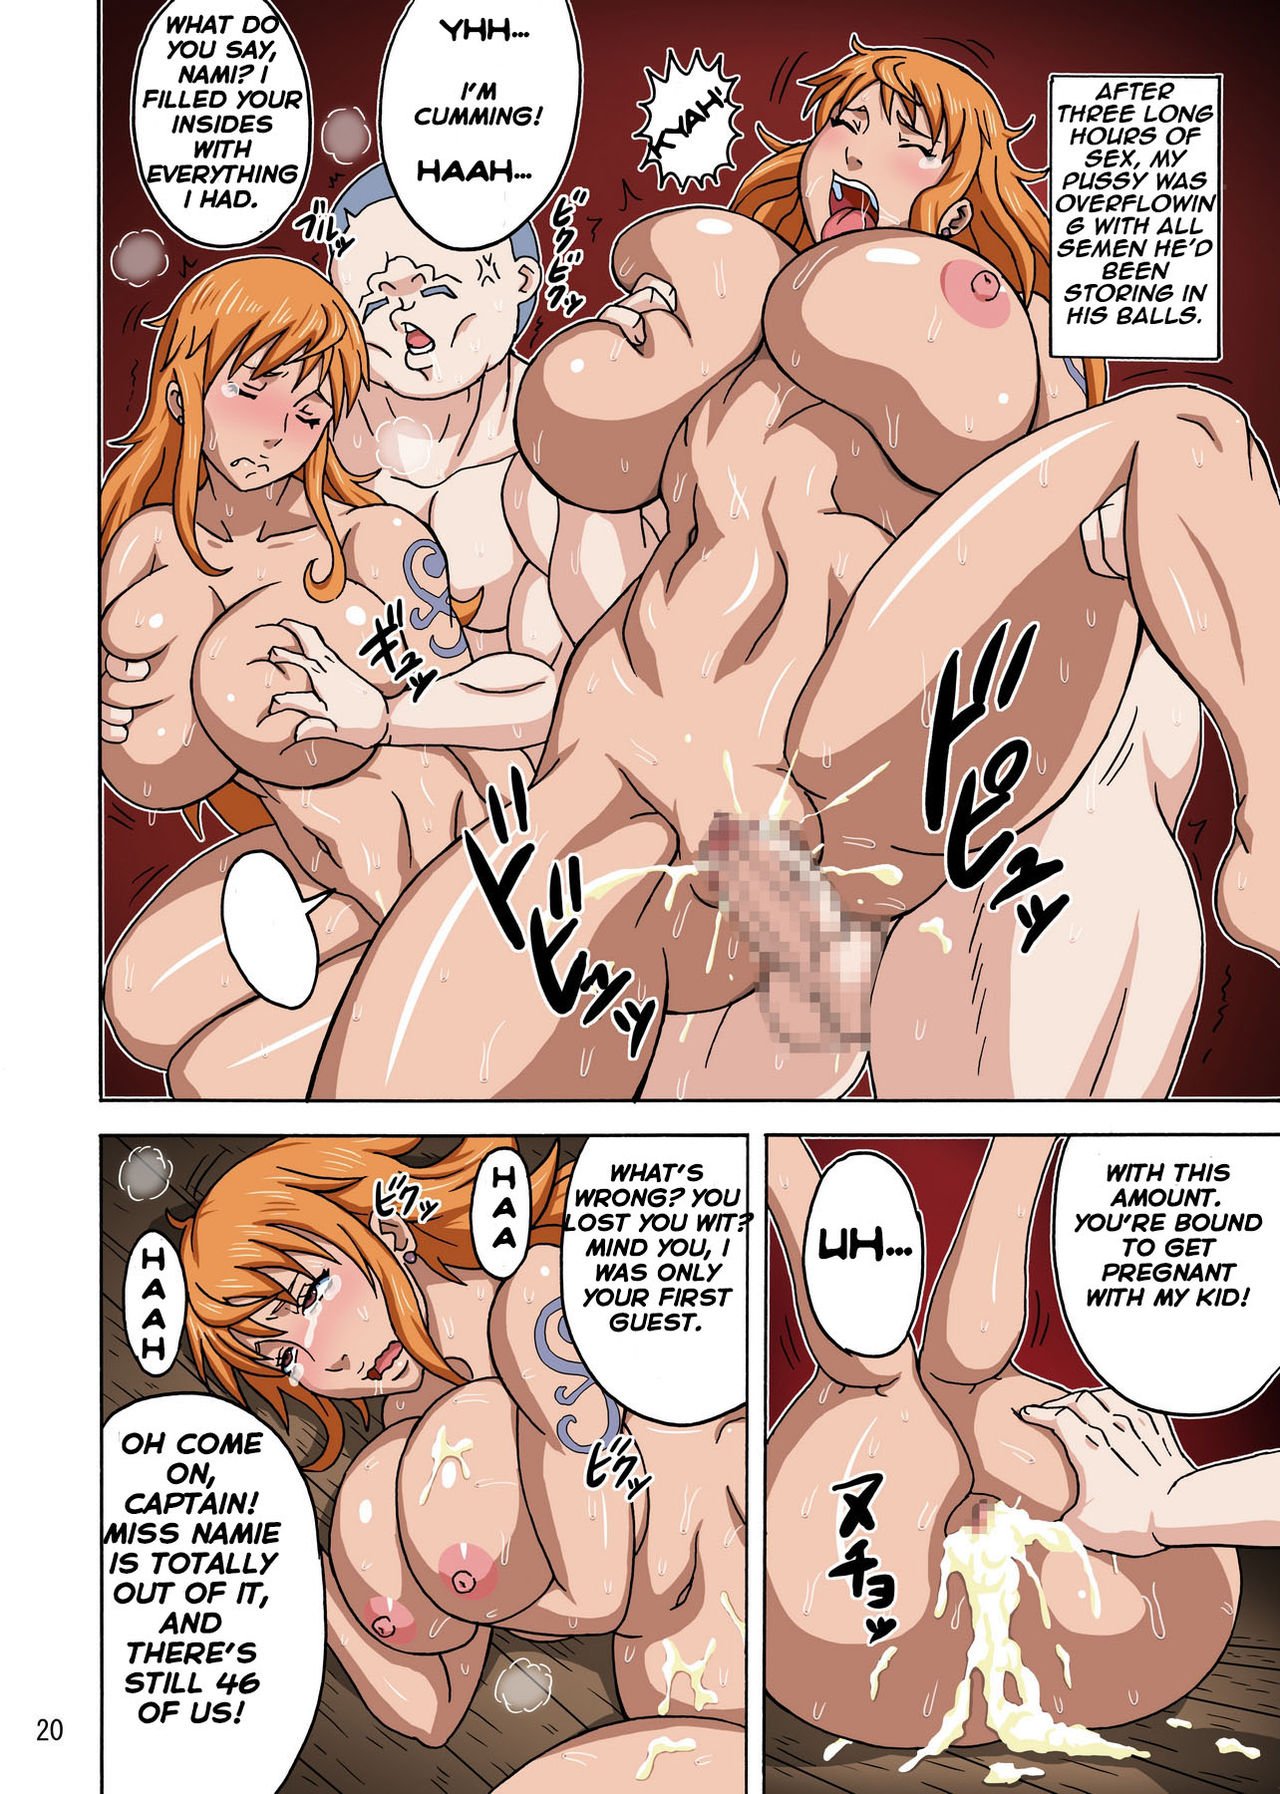 AFTER
THREE LONG
HOURS OF
SEX, MY
PUSSY WAS
OVERFLOWIN
G WITH ALL
SEMEN HE'D
BEEN
STORING IN
HIS BALLS.
KYAH!
YHH...
I'M
CUMMING!
HAAH...
ビクビクッ
ブルッ
WHAT DO
YOU SAY,
NAMI? I
FILLED YOUR
INSIDES
WITH
EVERYTHING
I HAD.
ギュッ
ドピュッ
ドビュッ
WITH THIS
AMOUNT.
YOU'RE BOUND
TO GET
PREGNANT
WITH MY KID!
UH...
ヌチョッ
WHAT'S
WRONG? YOU
LOST YOU WIT?
MIND YOU, I
WAS ONLY
YOUR FIRST
GUEST.
HAA
ビクッ
HAAH
ビクッ
OH COME
ON,
CAPTAIN!
MISS NAMIE
IS TOTALLY
OUT OF IT,
AND
THERE'S
STILL 46
OF US!
20